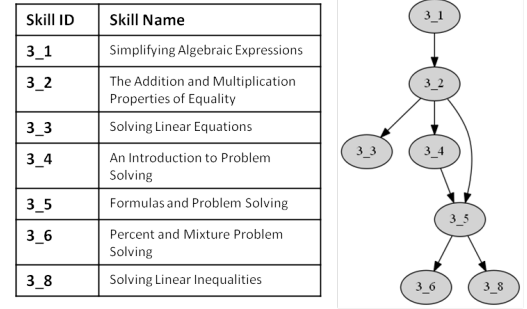 Skill ID Skill Name
3_1 Simplifying Algebraic Expressions
3_2 The Addition and Multiplication
Properties of Equality
3_3 Solving Linear Equations
3_4 An Introduction to Problem
Solving
3_5 Formulas and Problem Solving
3_6 Percent and Mixture Problem
Solving
3_8 Solving Linear Inequalities
3_1
3_2
3_3 3_4
3_5
3_6 3_8